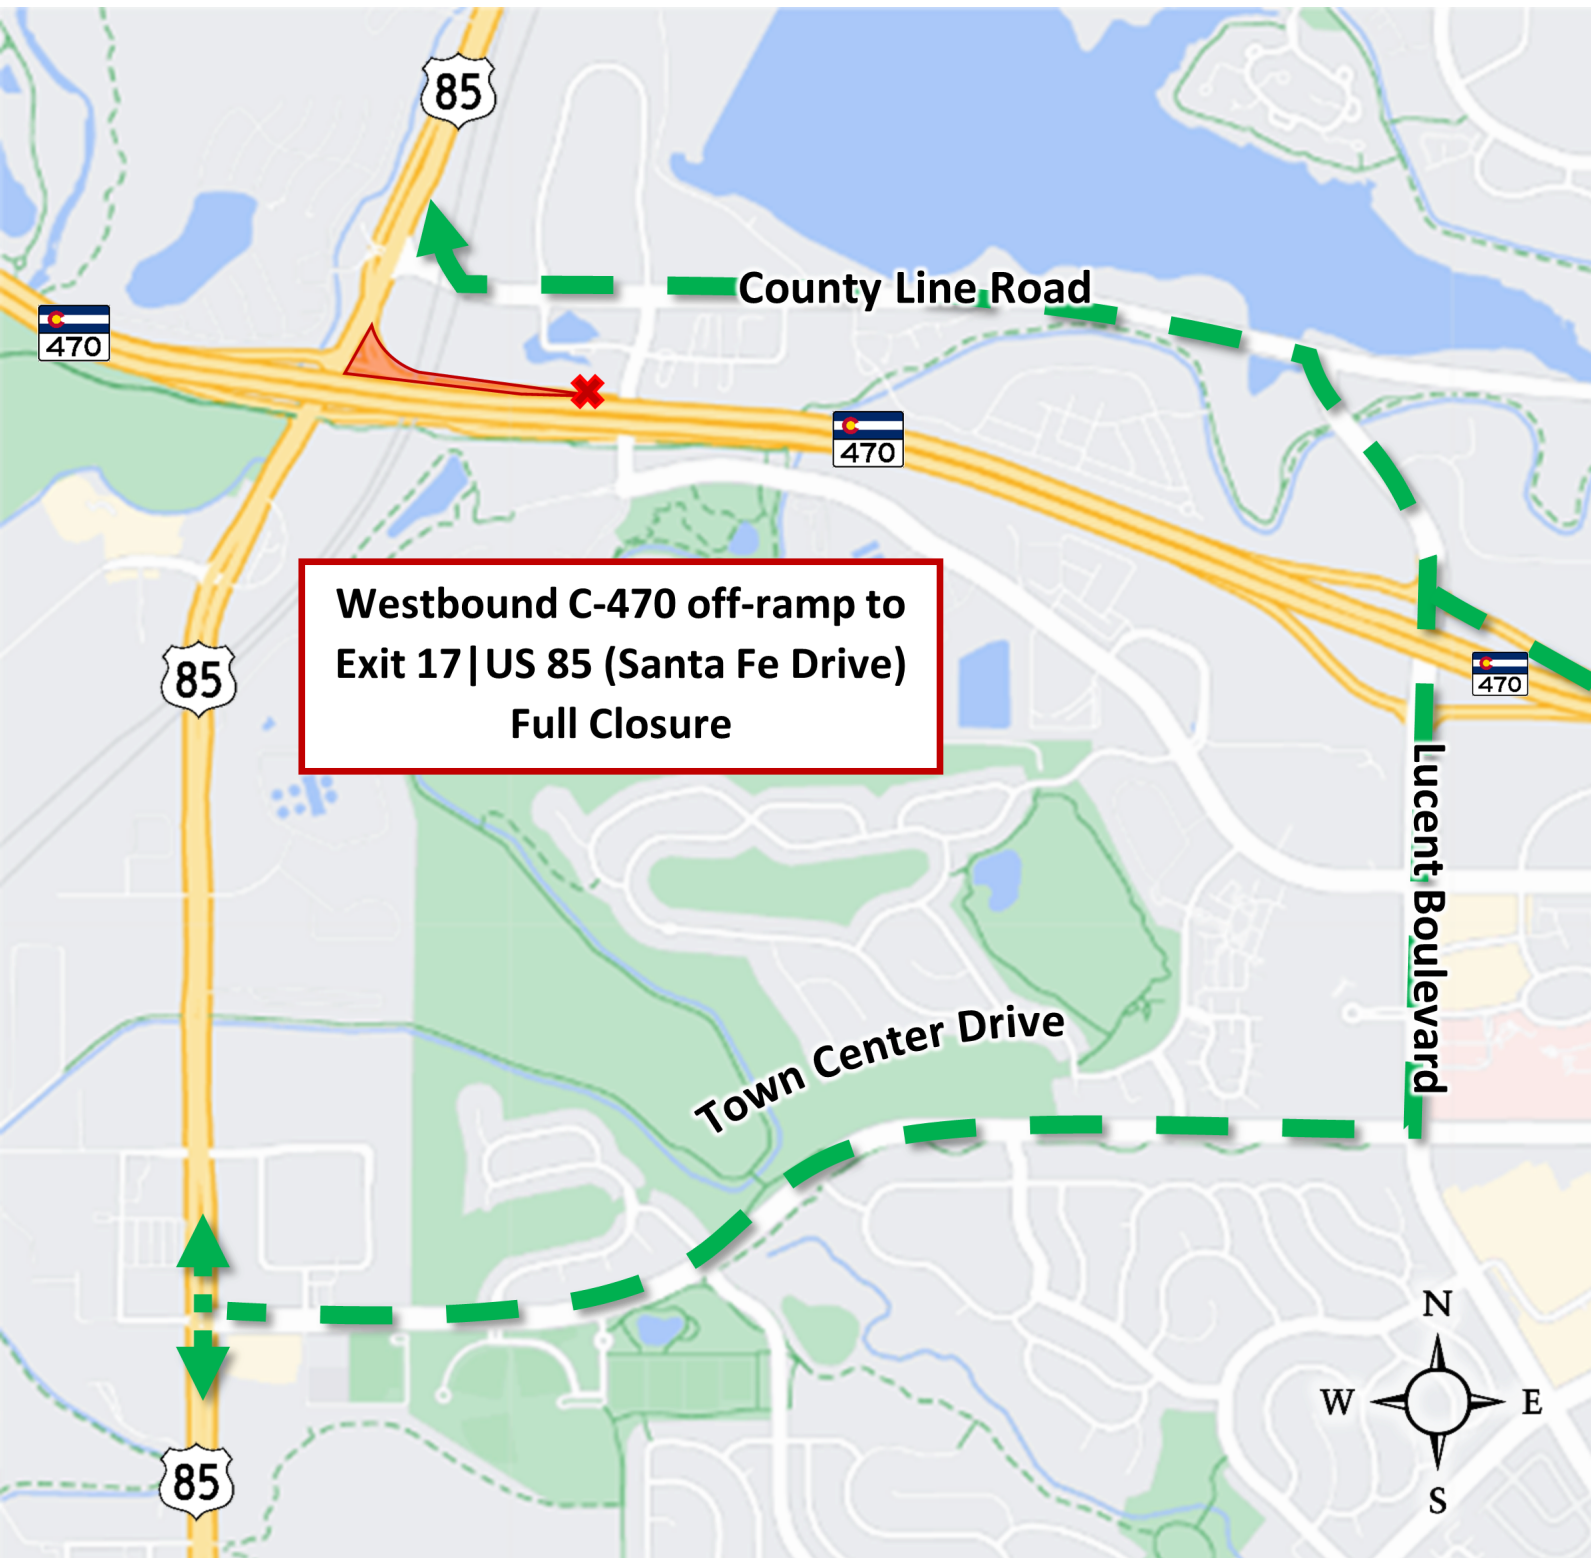 85
County Line Road
470
470
Westbound C-470 off-ramp to
Exit 17|US 85 (Santa Fe Drive)
Full Closure
85
470
Lucent Boulevard
Town Center Drive
N
W
E
S
85